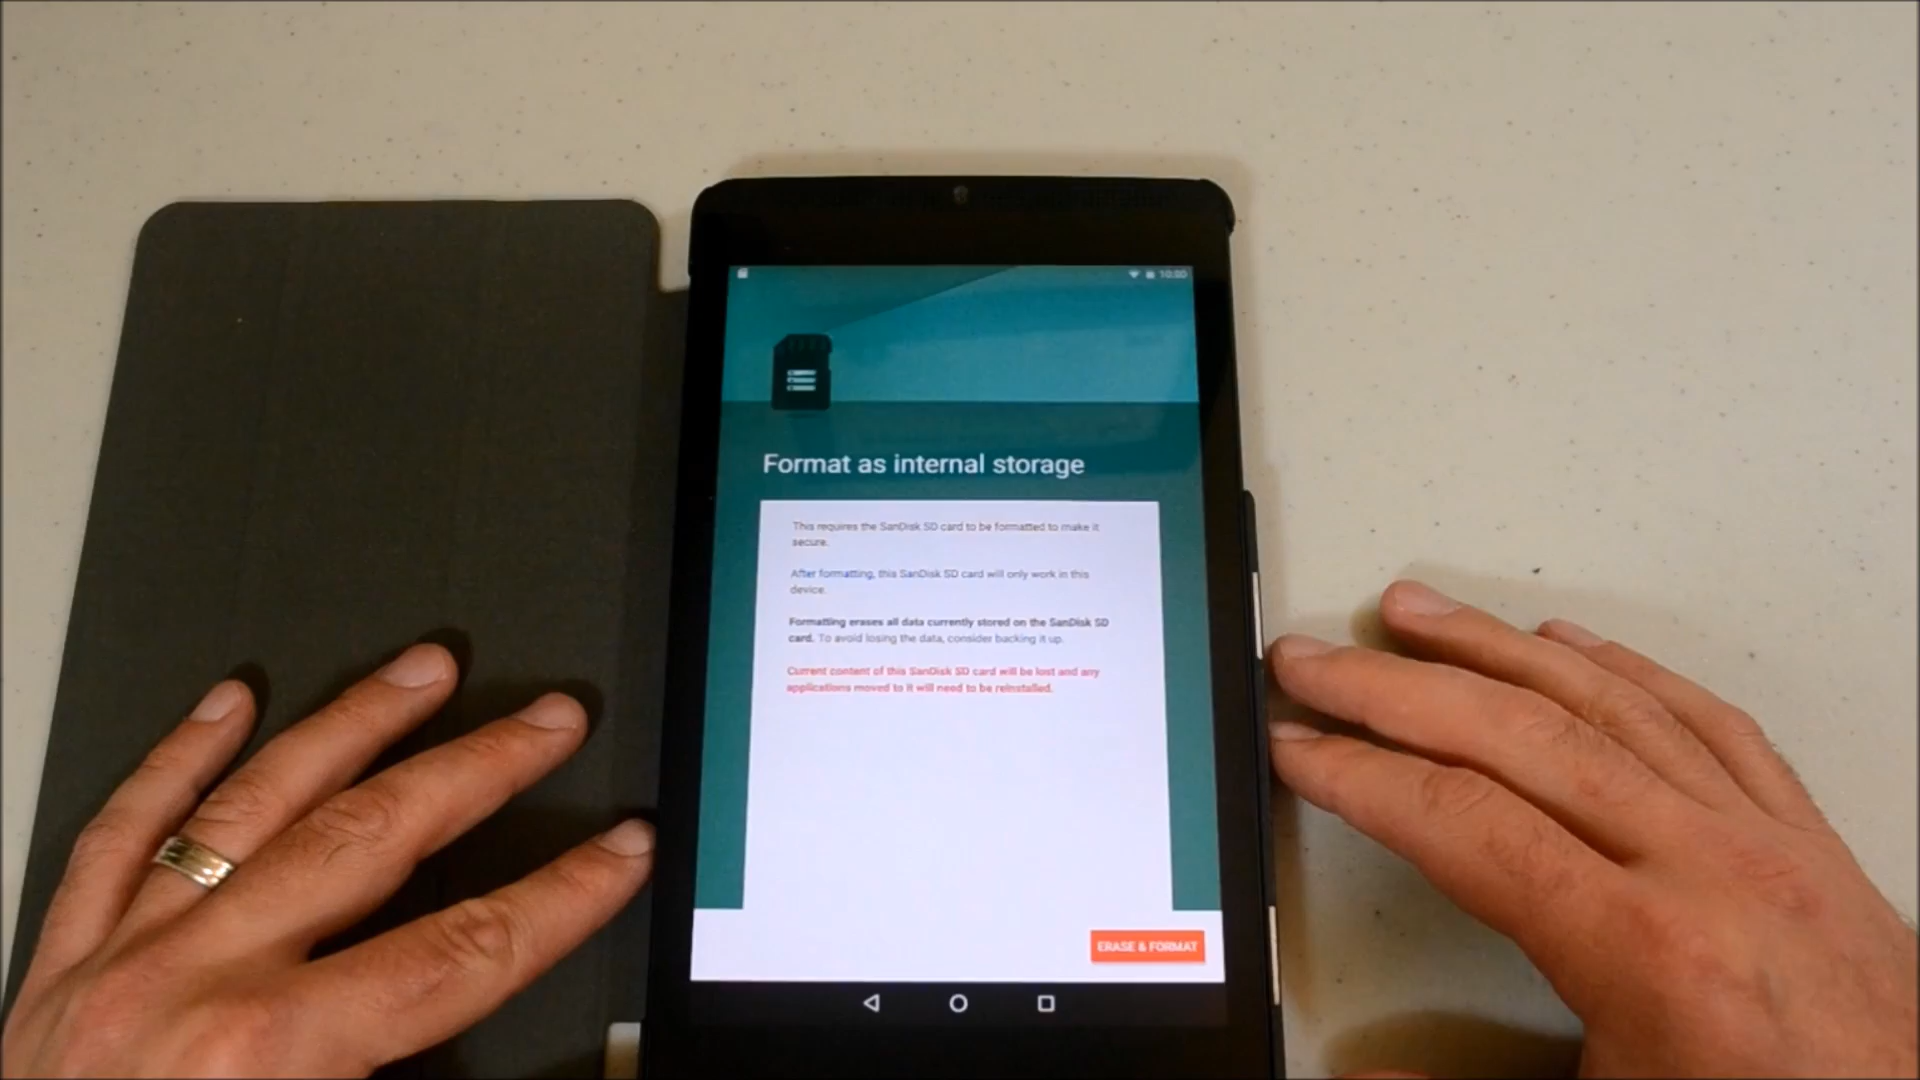 10:00
Format as internal storage
This requires the SanDisk SD card to be formatted to make it
secure.
After formatting, this SanDisk SD card will only work in this
device.
Formatting erases all data currently stored on the SanDisk SD
card. To avoid losing the data, consider backing it up.
Current content of this SanDisk SD card will be lost and any
applications moved to it will need to be reinstalled.
ERASE & FORMAT